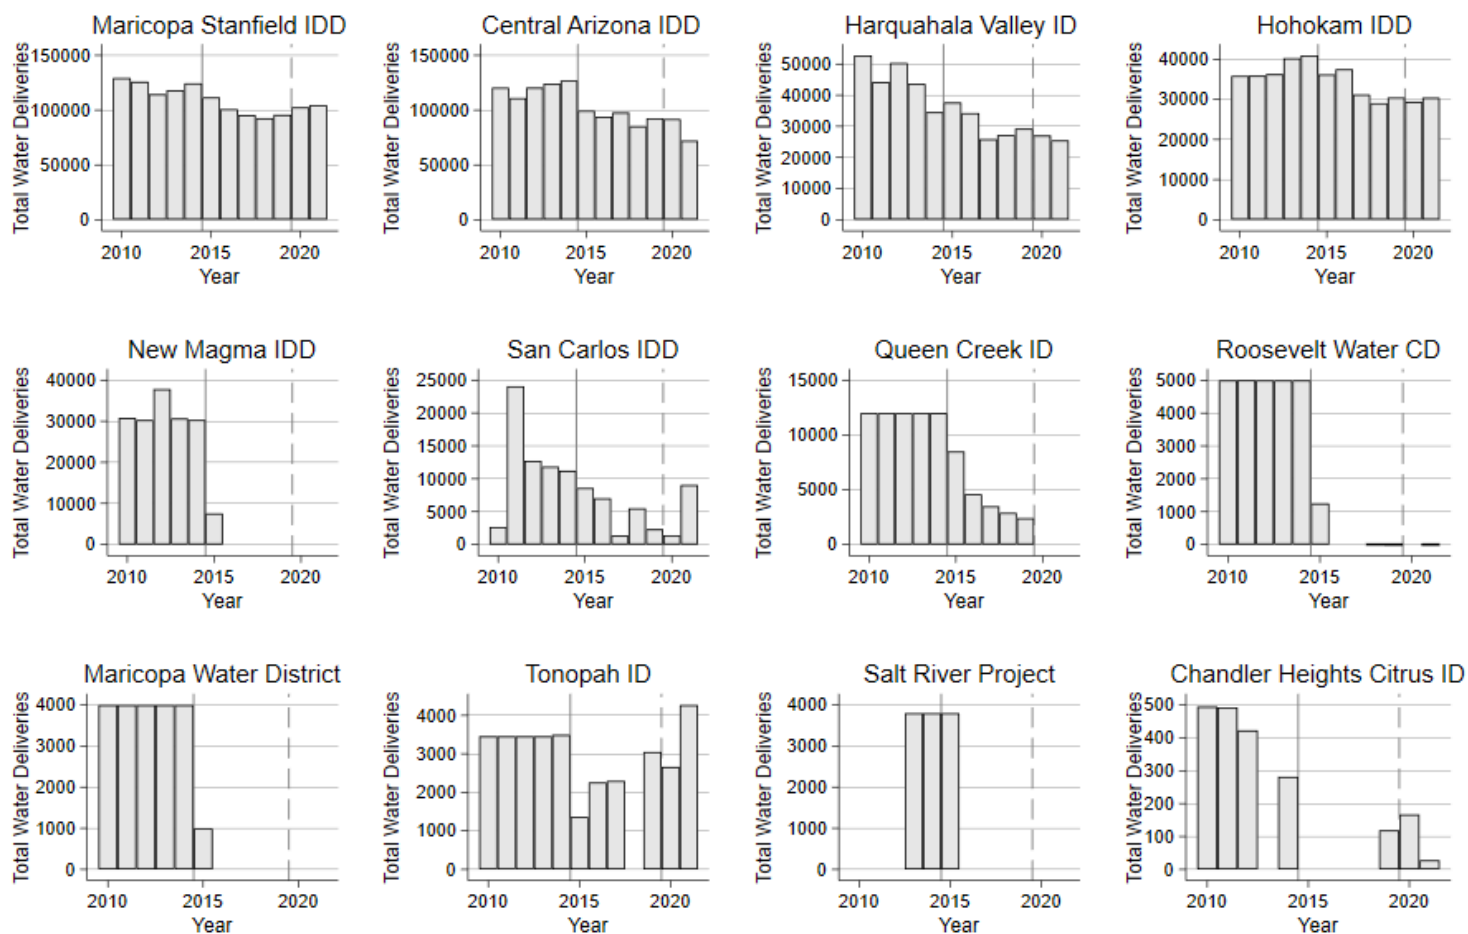 Maricopa Stanfield IDD
Total Water Deliveries
150000
100000
50000
0
2010 2015 2020
Year
Central Arizona IDD
Total Water Deliveries
150000
100000
50000
0
2010 2015 2020
Year
Harquahala Valley ID
Total Water Deliveries
50000
40000
30000
20000
10000
0
2010 2015 2020
Year
Hohokam IDD
Total Water Deliveries
40000
30000
20000
10000
0
2010 2015 2020
Year
New Magma IDD
Total Water Deliveries
40000
30000
20000
10000
0
2010 2015 2020
Year
San Carlos IDD
Total Water Deliveries
25000
20000
15000
10000
5000
0
2010 2015 2020
Year
Queen Creek ID
Total Water Deliveries
15000
10000
5000
0
2010 2015 2020
Year
Roosevelt Water CD
Total Water Deliveries
5000
4000
3000
2000
1000
0
2010 2015 2020
Year
Maricopa Water District
Total Water Deliveries
4000
3000
2000
1000
0
2010 2015 2020
Year
Tonopah ID
Total Water Deliveries
4000
3000
2000
1000
0
2010 2015 2020
Year
Salt River Project
Total Water Deliveries
4000
3000
2000
1000
0
2010 2015 2020
Year
Chandler Heights Citrus ID
Total Water Deliveries
500
400
300
200
100
0
2010 2015 2020
Year